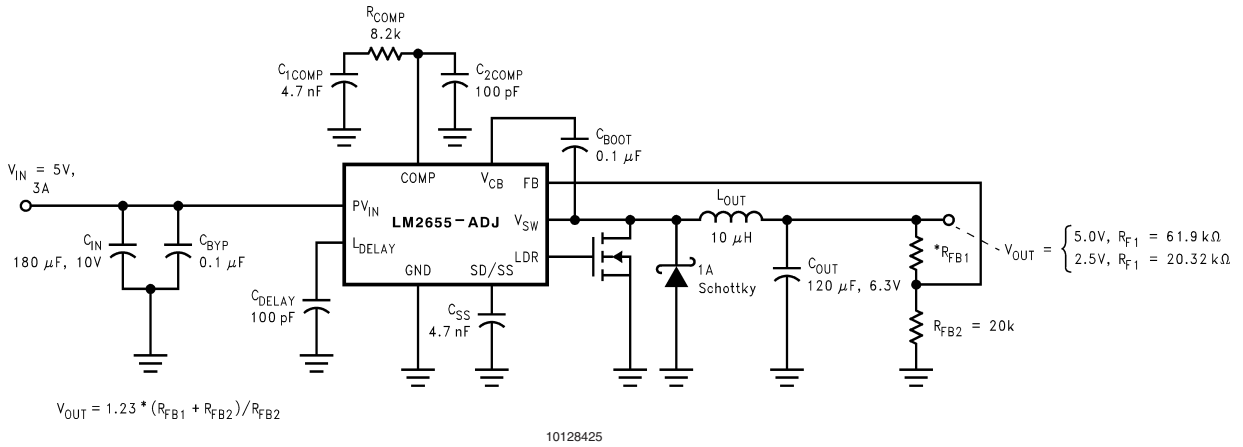 R_COMP
8.2k
C_1COMP
4.7 nF
C_2COMP
100 pF
C_BOOT
0.1 μF
V_IN = 5V,
3A
COMP
V_CB
FB
PV_IN
LM2655-ADJ
V_SW
L_DELAY
LDR
GND
SD/SS
C_IN
180 μF, 10V
C_BYP
0.1 μF
C_DELAY
100 pF
C_SS
4.7 nF
1A
Schottky
L_OUT
10 μH
C_OUT
120 μF, 6.3V
*R_FB1
R_FB2 = 20k
V_OUT = { 5.0V, R_F1 = 61.9 kΩ
2.5V, R_F1 = 20.32 kΩ
V_OUT = 1.23 * (R_FB1 + R_FB2)/R_FB2
10128425